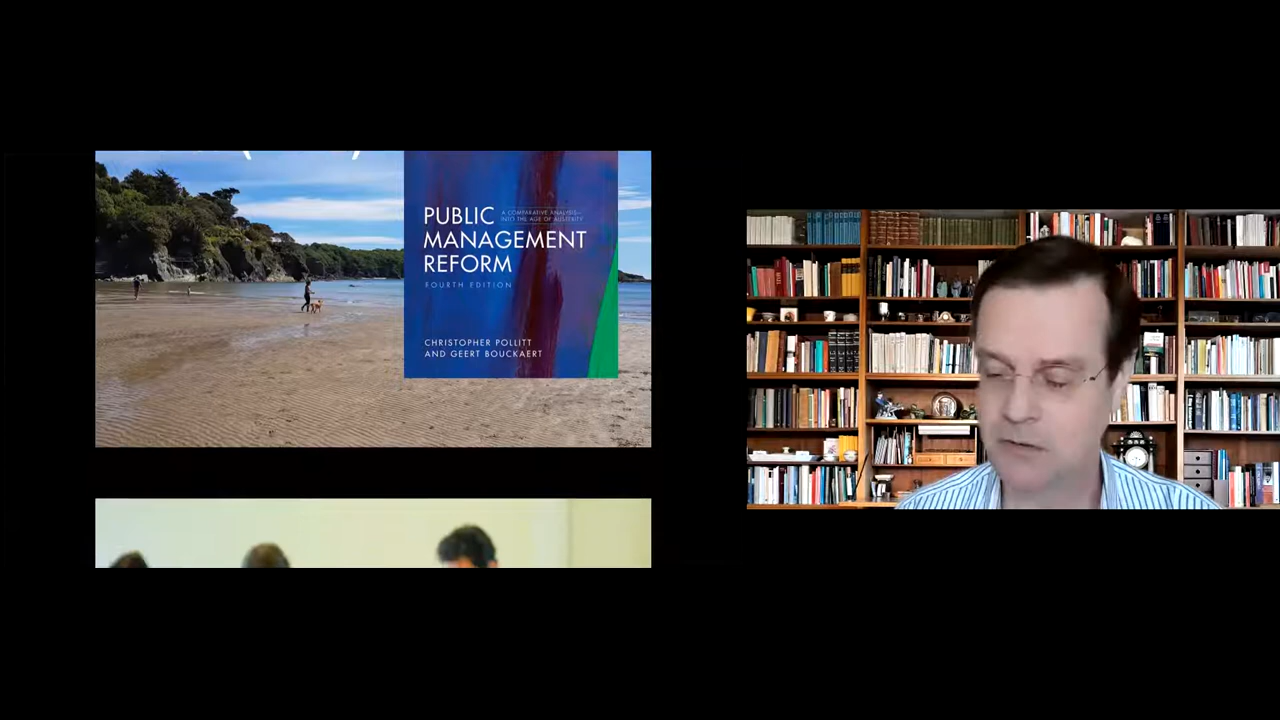 PUBLIC
A COMPARATIVE ANALYSIS—
INTO THE AGE OF AUSTERITY
MANAGEMENT
REFORM
FOURTH EDITION
CHRISTOPHER POLLITT
AND GEERT BOUCKAERT